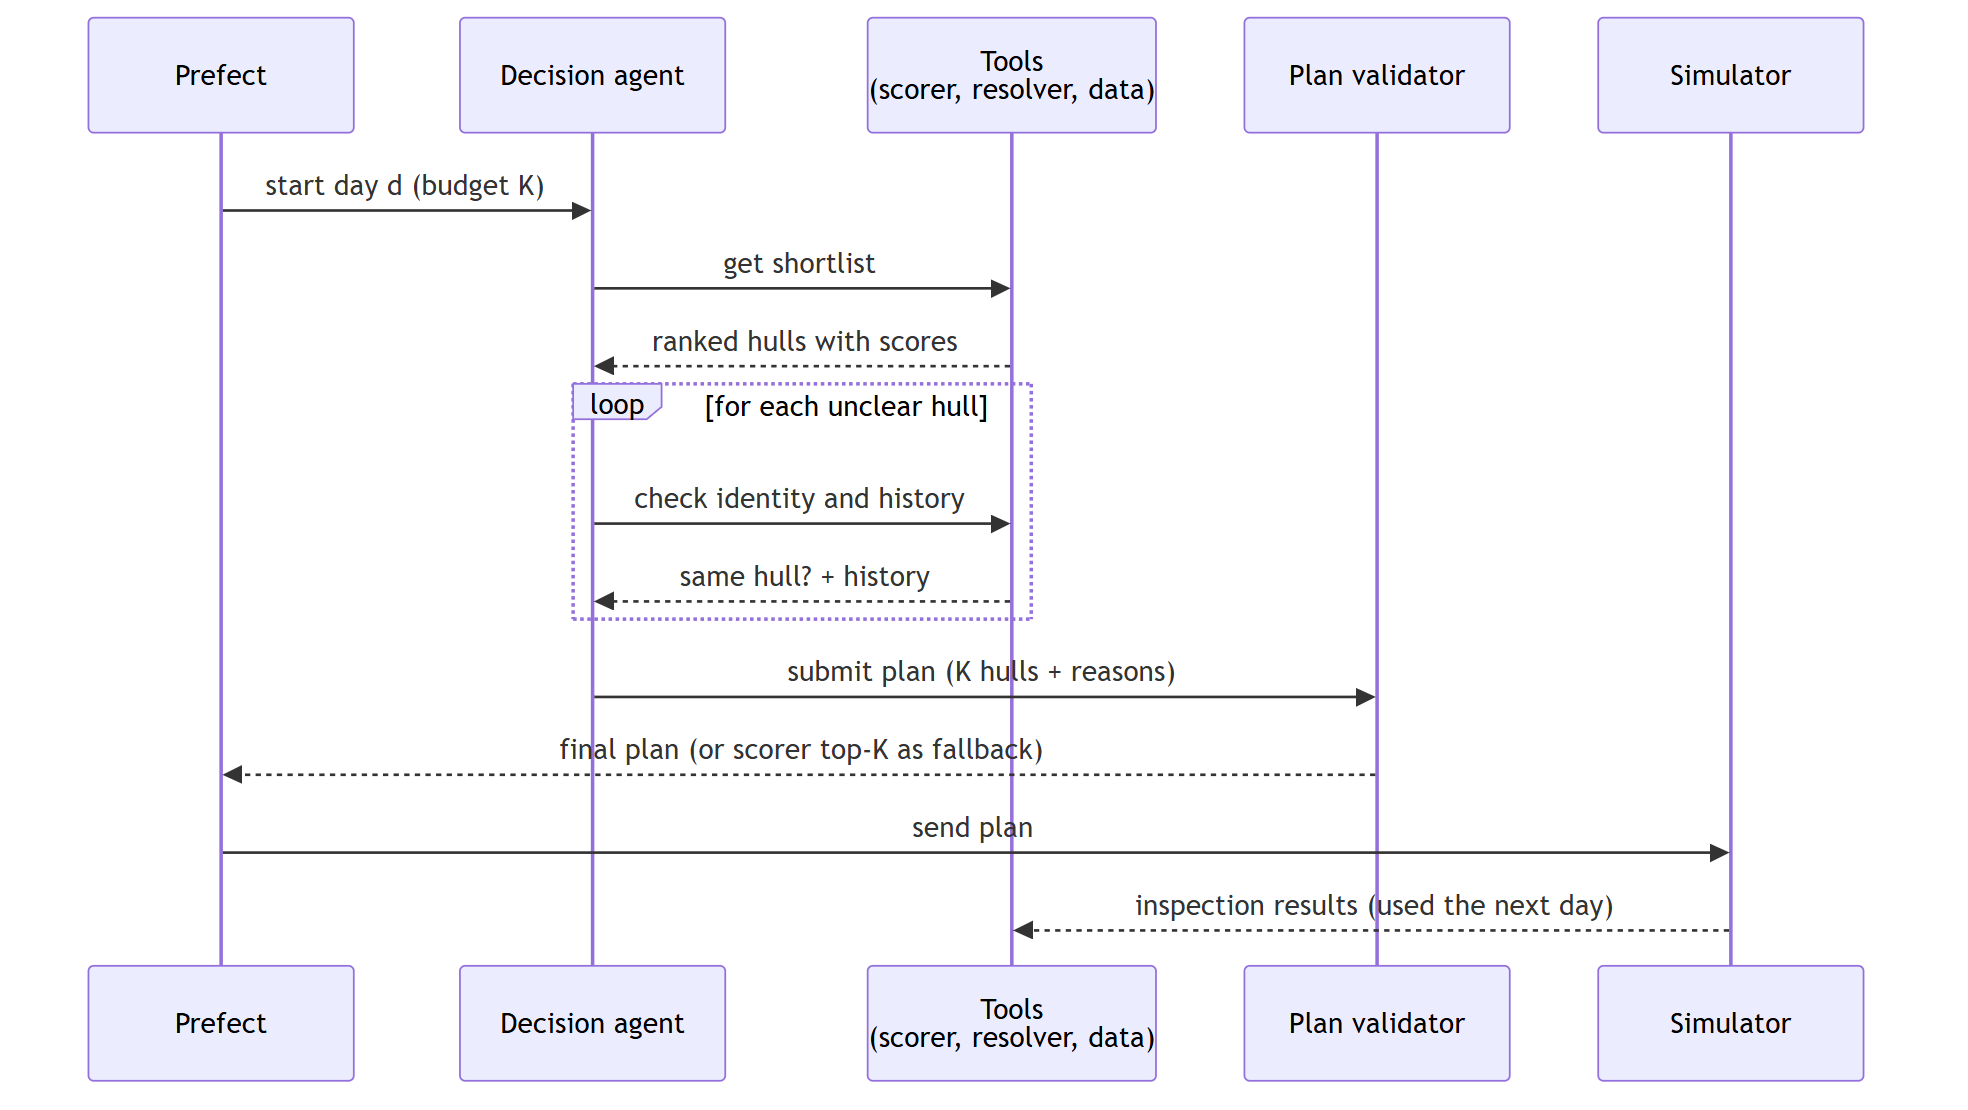 Prefect
Decision agent
Tools
(scorer, resolver, data)
Plan validator
Simulator
start day d (budget K)
get shortlist
ranked hulls with scores
loop
[for each unclear hull]
check identity and history
same hull? + history
submit plan (K hulls + reasons)
final plan (or scorer top-K as fallback)
send plan
inspection results (used the next day)
Prefect
Decision agent
Tools
(scorer, resolver, data)
Plan validator
Simulator